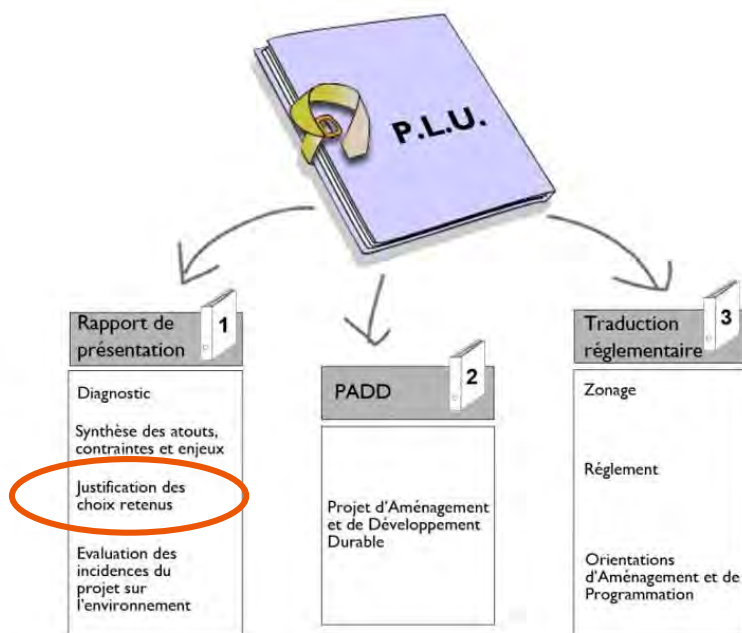 P.L.U.
Rapport de
présentation
1
Diagnostic
Synthèse des atouts,
contraintes et enjeux
Justification des
choix retenus
Evaluation des
incidences du
projet sur
l'environnement
PADD
2
Projet d'Aménagement
et de Développement
Durable
Traduction
réglementaire
3
Zonage
Réglement
Orientations
d'Aménagement et de
Programmation